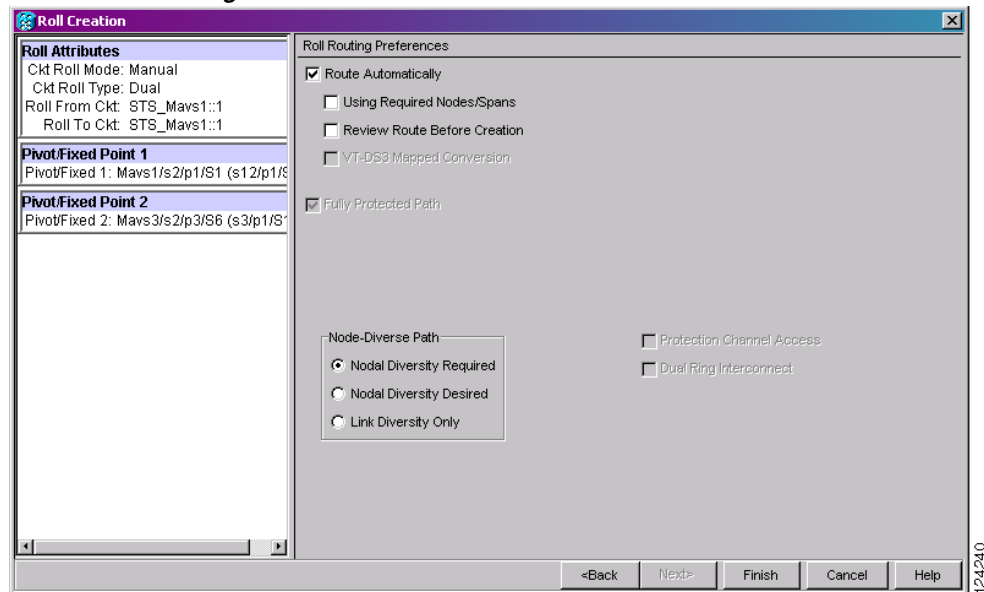 Roll Creation
Roll Attributes
Ckt Roll Mode: Manual
Ckt Roll Type: Dual
Roll From Ckt: STS_Mavs1::1
Roll To Ckt: STS_Mavs1::1
Pivot/Fixed Point 1
Pivot/Fixed 1: Mavs1/s2/p1/S1 (s12/p1/S
Pivot/Fixed Point 2
Pivot/Fixed 2: Mavs3/s2/p3/S6 (s3/p1/S1
Roll Routing Preferences
Route Automatically
Using Required Nodes/Spans
Review Route Before Creation
VT-DS3 Mapped Conversion
Fully Protected Path
Node-Diverse Path
Nodal Diversity Required
Nodal Diversity Desired
Link Diversity Only
Protection Channel Access
Dual Ring Interconnect
<Back Next> Finish Cancel Help
124240